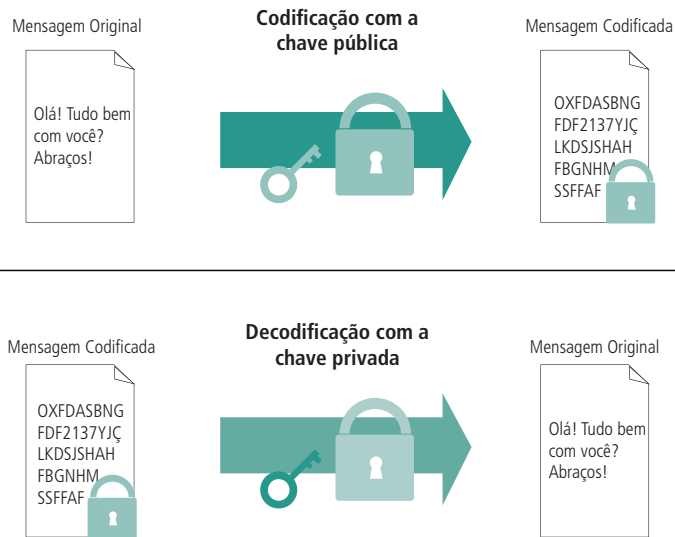 Mensagem Original
Codificação com a
chave pública
Mensagem Codificada
Olá! Tudo bem
com você?
Abraços!
OXFDASBNG
FDF2137YJÇ
LKDSJSHAH
FBGNHM
SSFFAF
Mensagem Codificada
Decodificação com a
chave privada
Mensagem Original
OXFDASBNG
FDF2137YJÇ
LKDSJSHAH
FBGNHM
SSFFAF
Olá! Tudo bem
com você?
Abraços!